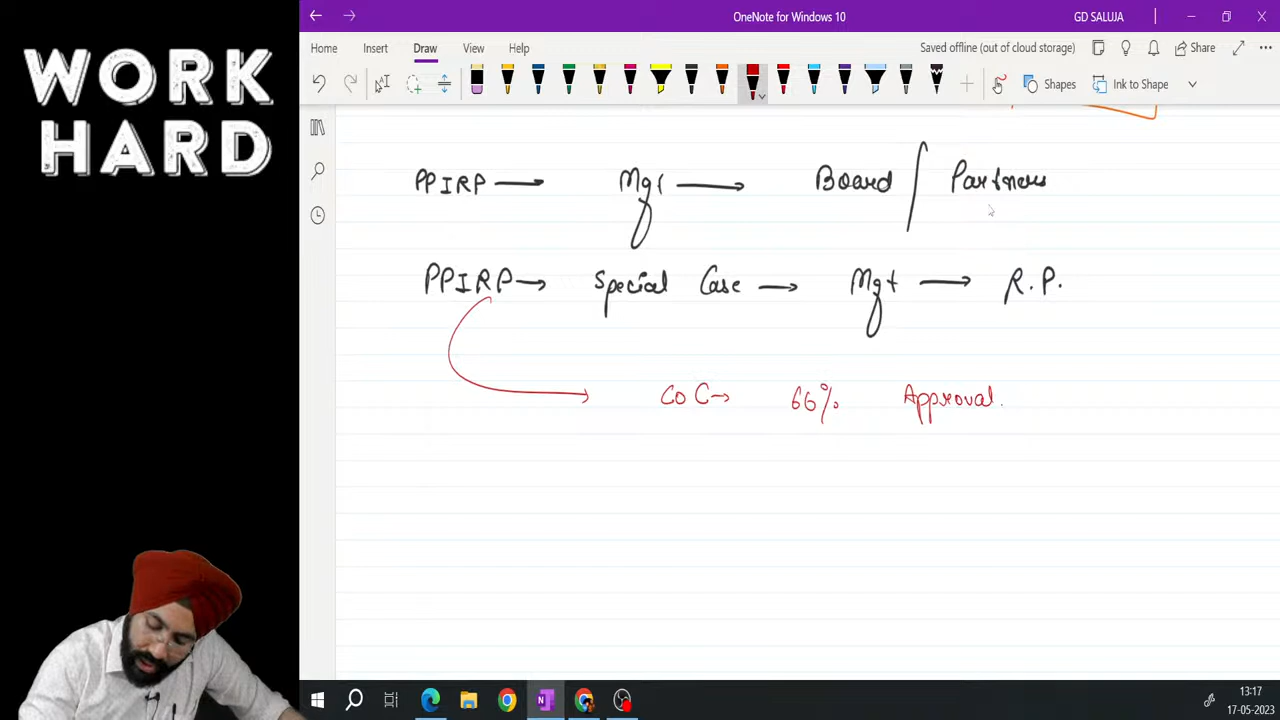 WORK
HARD
OneNote for Windows 10
GD SALUJA
Home Insert Draw View Help
Saved offline (out of cloud storage)
Share
Shapes
Ink to Shape
PPIRP → Mgt → Board / Partners
PPIRP → Special Case → Mgt → R.P.
COC → 66% Approval.
13:17
17-05-2023